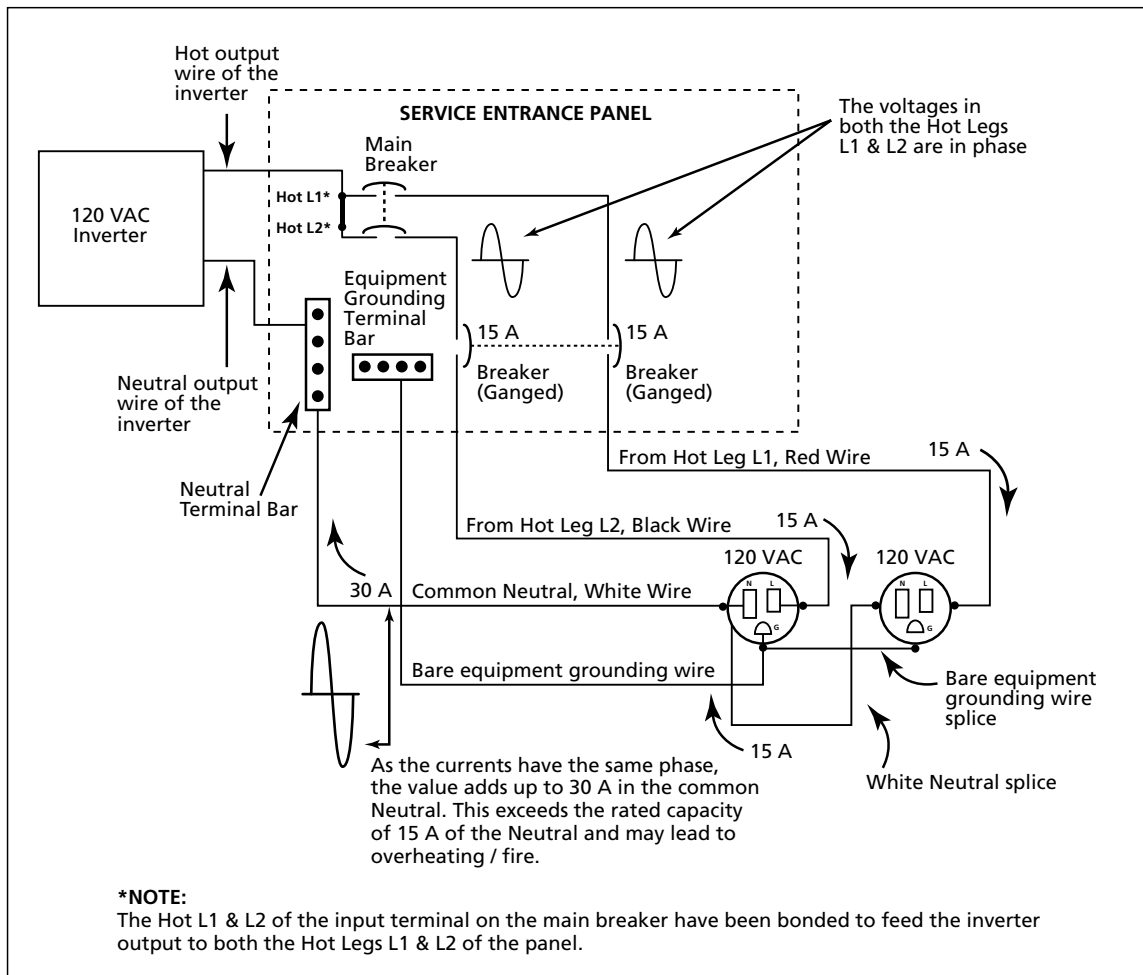 Hot output
wire of the
inverter
SERVICE ENTRANCE PANEL
The voltages in
both the Hot Legs
L1 & L2 are in phase
Main
Breaker
120 VAC
Inverter
Hot L1*
Hot L2*
Equipment
Grounding
Terminal
Bar
15 A
Breaker
(Ganged)
15 A
Breaker
(Ganged)
Neutral output
wire of the
inverter
Neutral
Terminal Bar
From Hot Leg L1, Red Wire
15 A
From Hot Leg L2, Black Wire
15 A
120 VAC
120 VAC
N
L
G
N
L
G
30 A
Common Neutral, White Wire
Bare equipment grounding wire
Bare equipment
grounding wire
splice
15 A
White Neutral splice
As the currents have the same phase,
the value adds up to 30 A in the common
Neutral. This exceeds the rated capacity
of 15 A of the Neutral and may lead to
overheating / fire.
*NOTE:
The Hot L1 & L2 of the input terminal on the main breaker have been bonded to feed the inverter
output to both the Hot Legs L1 & L2 of the panel.